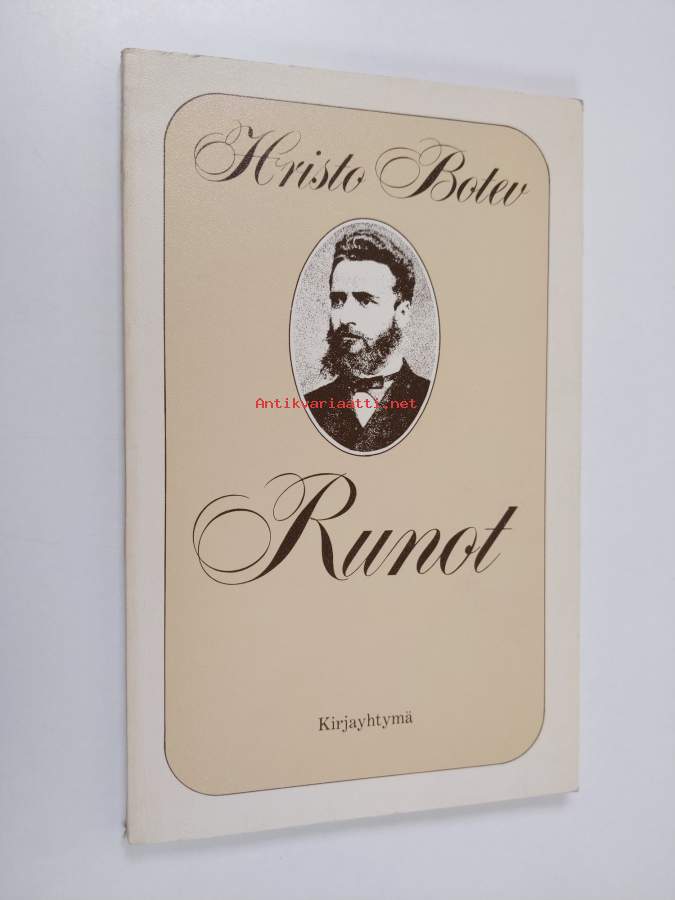 Hristo Botev
Antikvariaatti.net
Runot
Kirjayhtymä